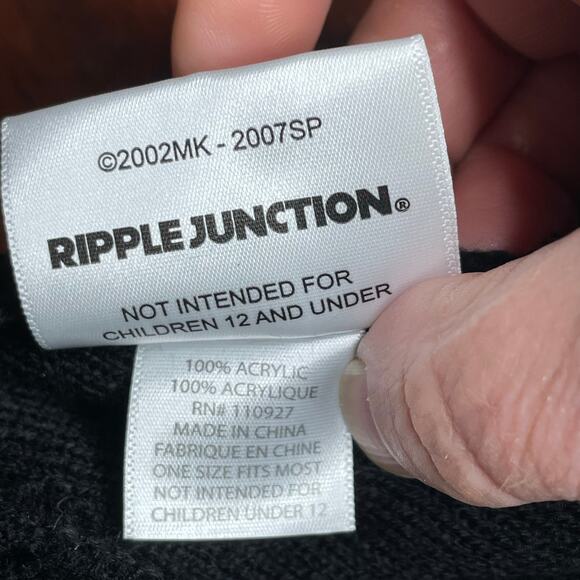 ©2002MK - 2007SP
RIPPLE JUNCTION®
NOT INTENDED FOR
CHILDREN 12 AND UNDER
100% ACRYLIC
100% ACRYLIQUE
RN# 110927
MADE IN CHINA
FABRIQUE EN CHINE
ONE SIZE FITS MOST
NOT INTENDED FOR
CHILDREN UNDER 12